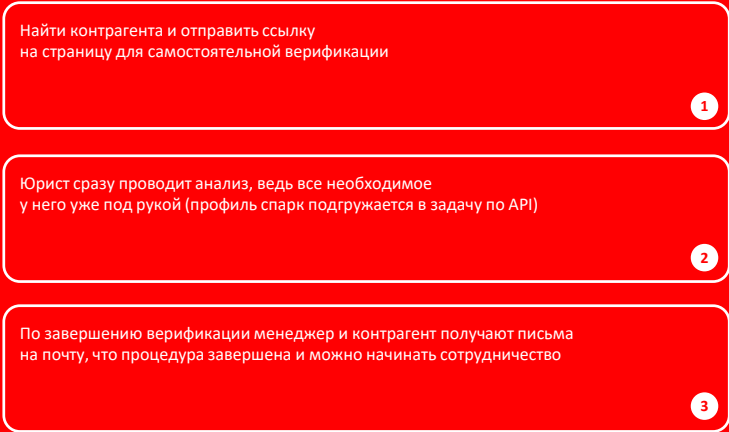 Найти контрагента и отправить ссылку
на страницу для самостоятельной верификации
1
Юрист сразу проводит анализ, ведь все необходимое
у него уже под рукой (профиль спарк подгружается в задачу по API)
2
По завершению верификации менеджер и контрагент получают письма
на почту, что процедура завершена и можно начинать сотрудничество
3